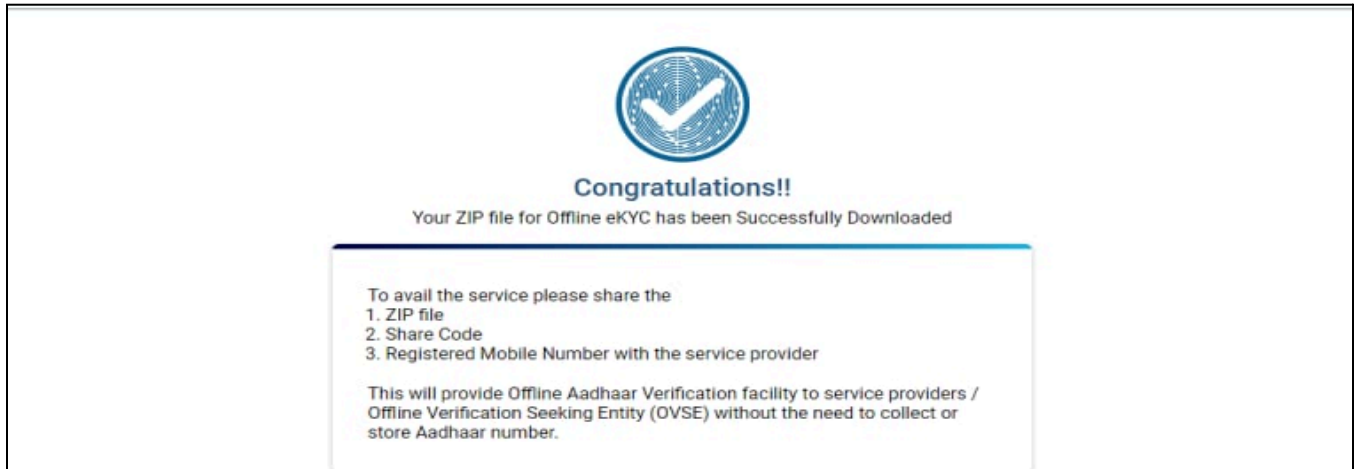 Congratulations!!
Your ZIP file for Offline eKYC has been Successfully Downloaded
To avail the service please share the
1. ZIP file
2. Share Code
3. Registered Mobile Number with the service provider
This will provide Offline Aadhaar Verification facility to service providers /
Offline Verification Seeking Entity (OVSE) without the need to collect or
store Aadhaar number.